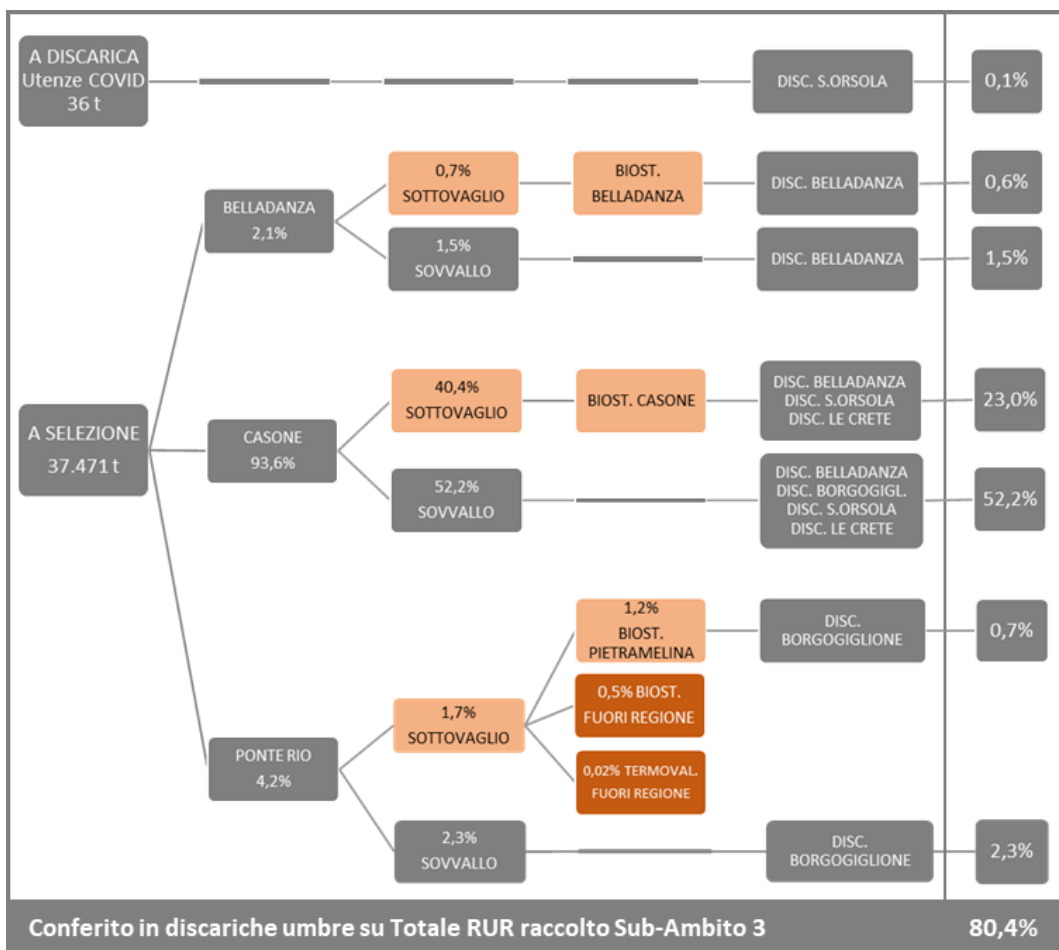 A DISCARICA
Utenze COVID
36 t
DISC. S.ORSOLA
0,1%
0,7%
SOTTOVAGLIO
BIOST.
BELLADANZA
DISC. BELLADANZA
0,6%
BELLADANZA
2,1%
1,5%
SOVVALLO
DISC. BELLADANZA
1,5%
40,4%
SOTTOVAGLIO
BIOST. CASONE
DISC. BELLADANZA
DISC. S.ORSOLA
DISC. LE CRETE
23,0%
A SELEZIONE
37.471 t
CASONE
93,6%
52,2%
SOVVALLO
DISC. BELLADANZA
DISC. BORGOGIGL.
DISC. S.ORSOLA
DISC. LE CRETE
52,2%
1,2%
BIOST.
PIETRAMELINA
DISC.
BORGOGIGLIONE
0,7%
1,7%
SOTTOVAGLIO
0,5% BIOST.
FUORI REGIONE
PONTE RIO
4,2%
0,02% TERMOVAL.
FUORI REGIONE
2,3%
SOVVALLO
DISC.
BORGOGIGLIONE
2,3%
Conferito in discariche umbre su Totale RUR raccolto Sub-Ambito 3
80,4%